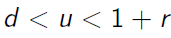 d < u < 1 + r